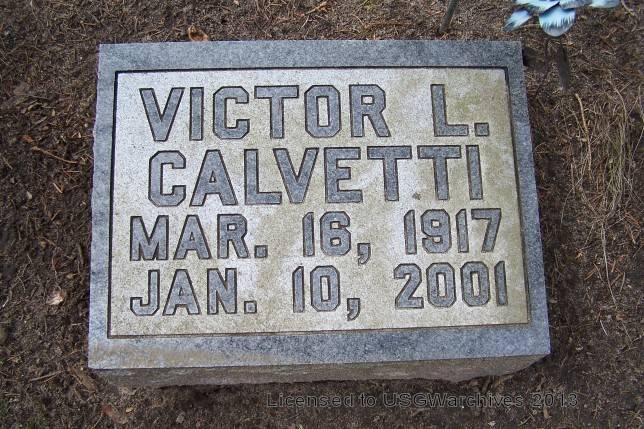 VICTOR L.
CALVETTI
MAR. 16, 1917
JAN. 10, 2001
Licensed to USGWarchives 2013